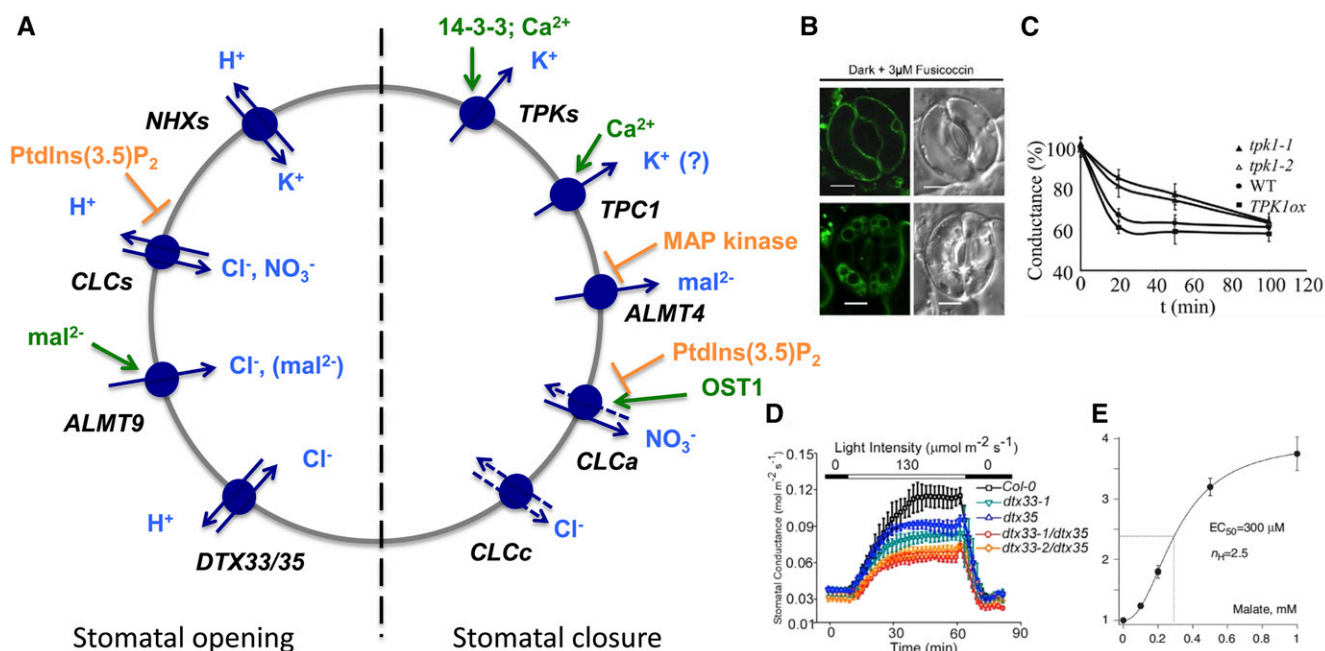 A
14-3-3; Ca²⁺
H⁺
K⁺
NHXs
TPKs
K⁺
PtdIns(3.5)P₂
Ca²⁺
K⁺ (?)
TPC1
H⁺
Cl⁻, NO₃⁻
CLCs
MAP kinase
mal²⁻
ALMT4
mal²⁻
Cl⁻, (mal²⁻)
ALMT9
PtdIns(3.5)P₂
OST1
NO₃⁻
CLCa
Cl⁻
H⁺
DTX33/35
Cl⁻
CLCc
Stomatal opening
Stomatal closure
B
Dark + 3μM Fusicoccin
C
Conductance (%)
120
100
80
60
40
0 20 40 60 80 100 120
t (min)
tpk1-1
tpk1-2
WT
TPK1ox
D
Light Intensity (μmol m⁻² s⁻¹)
0 130 0
Stomatal Conductance (mol m⁻² s⁻¹)
0.15
0.12
0.09
0.06
0.03
0.01
0 30 60 90
Time (min)
Col-0
dtx33-1
dtx35
dtx33-1/dtx35
dtx33-2/dtx35
E
4
3
2
1
EC₅₀=300 μM
n_H=2.5
Malate, mM
0 0.2 0.4 0.6 0.8 1